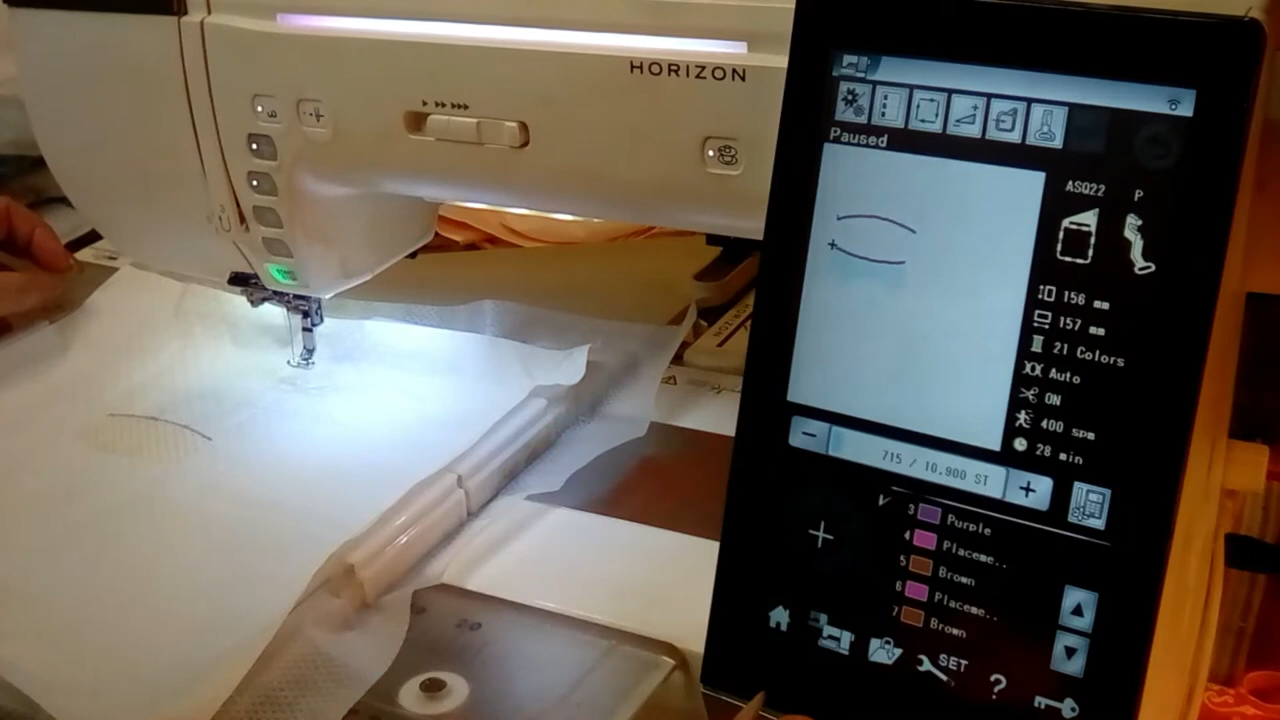 HORIZON
Paused
ASQ22
P
156 mm
157 mm
21 Colors
Auto
ON
400 spm
28 min
715 / 10,900 ST
3 Purple
4 Placeme..
5 Brown
6 Placeme..
7 Brown
SET
?
HORIZON